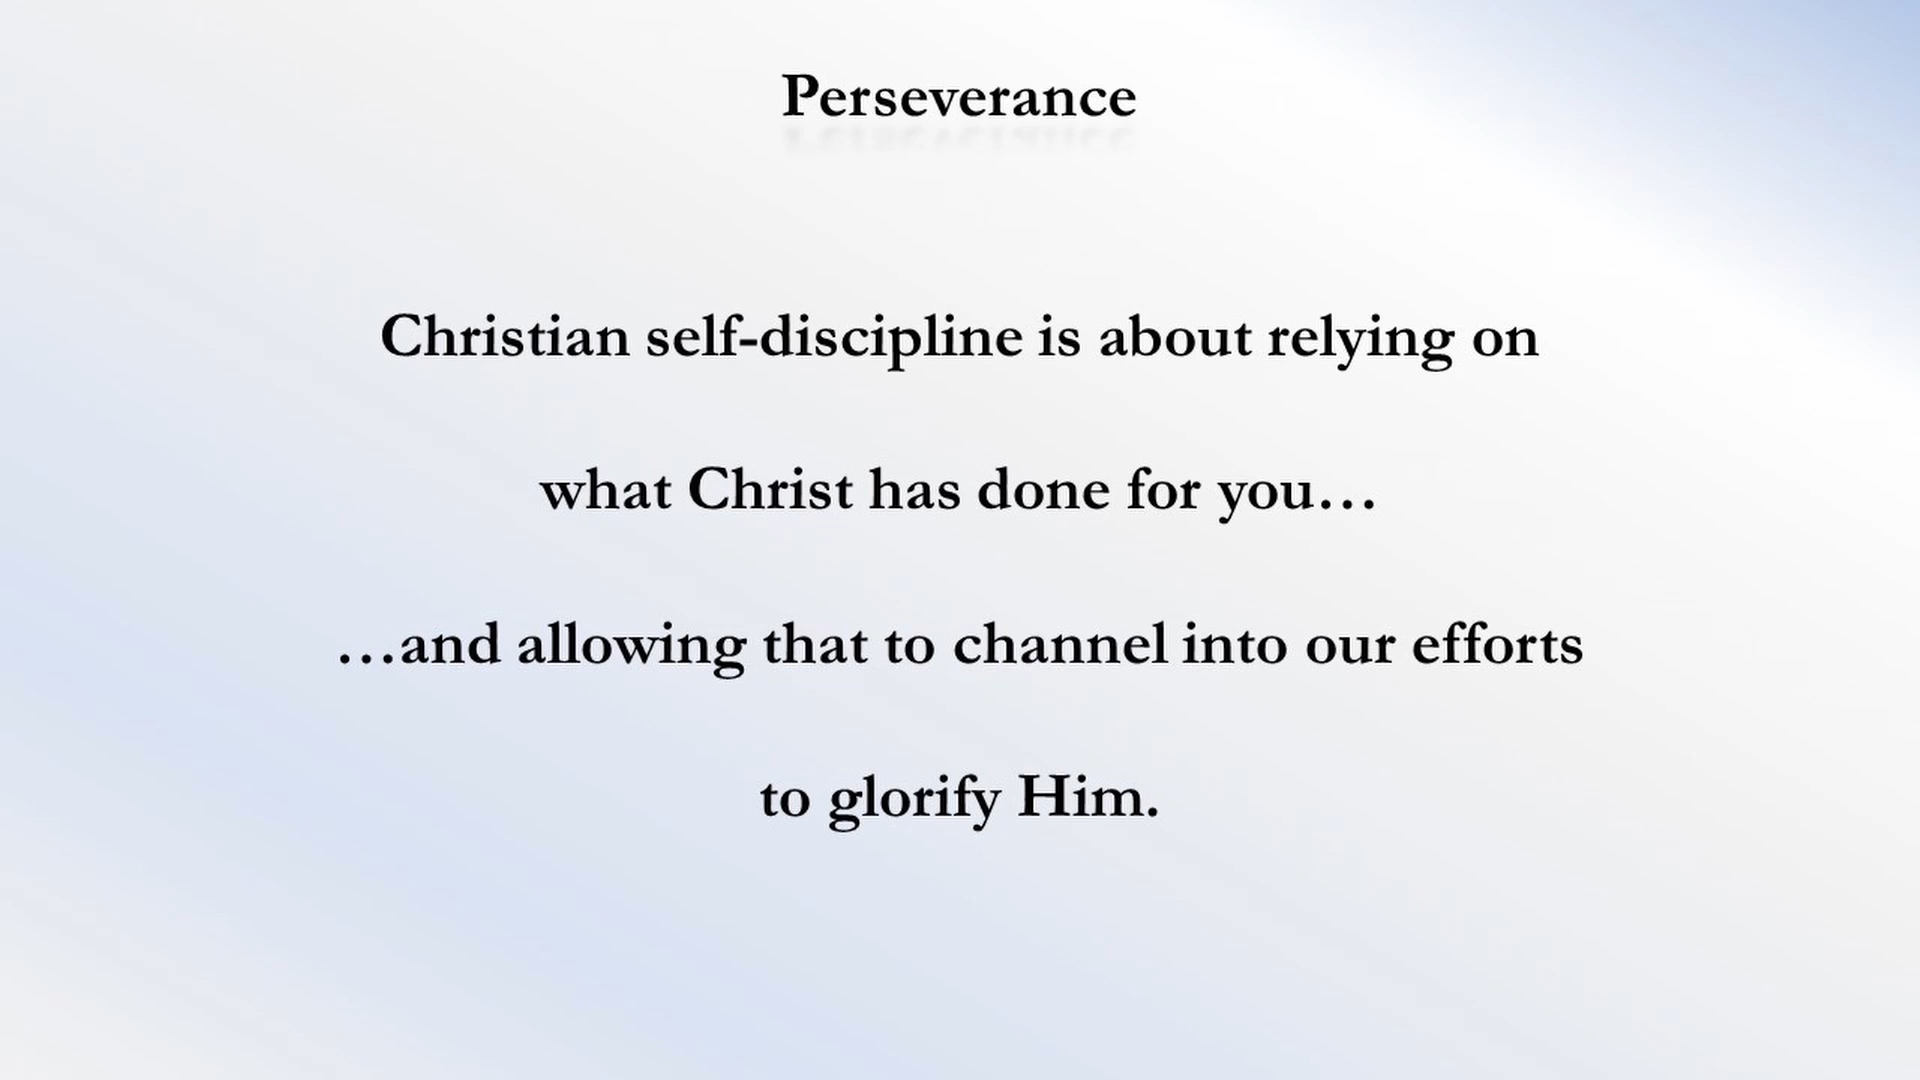 Perseverance
Christian self-discipline is about relying on
what Christ has done for you…
…and allowing that to channel into our efforts
to glorify Him.